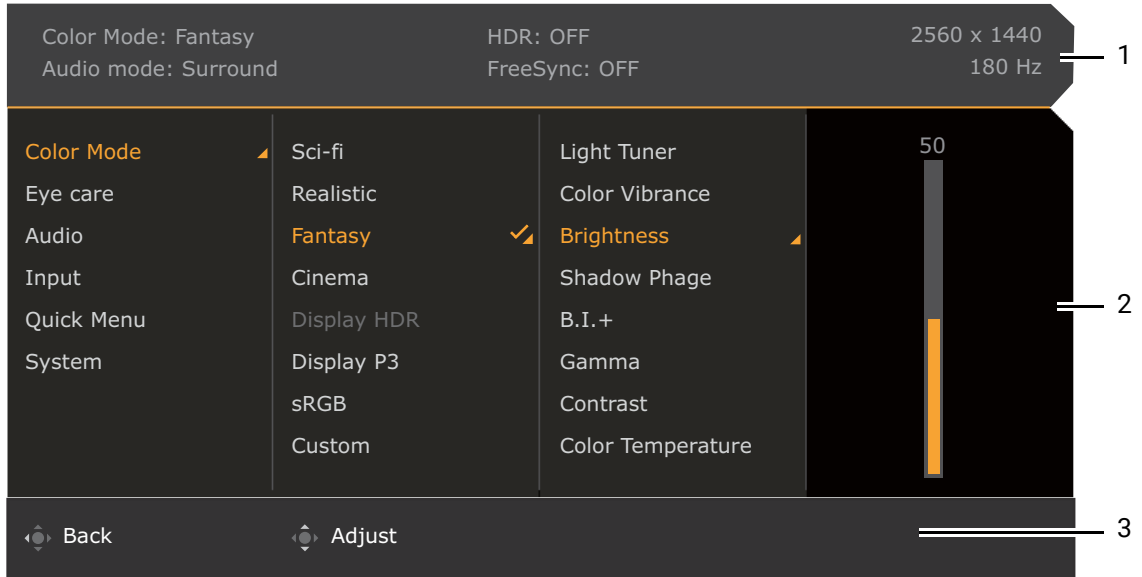 Color Mode: Fantasy
HDR: OFF
2560 x 1440
Audio mode: Surround
FreeSync: OFF
180 Hz
1
Color Mode
Eye care
Audio
Input
Quick Menu
System
Sci-fi
Realistic
Fantasy
Cinema
Display HDR
Display P3
sRGB
Custom
Light Tuner
Color Vibrance
Brightness
Shadow Phage
B.I.+
Gamma
Contrast
Color Temperature
50
2
Back
Adjust
3